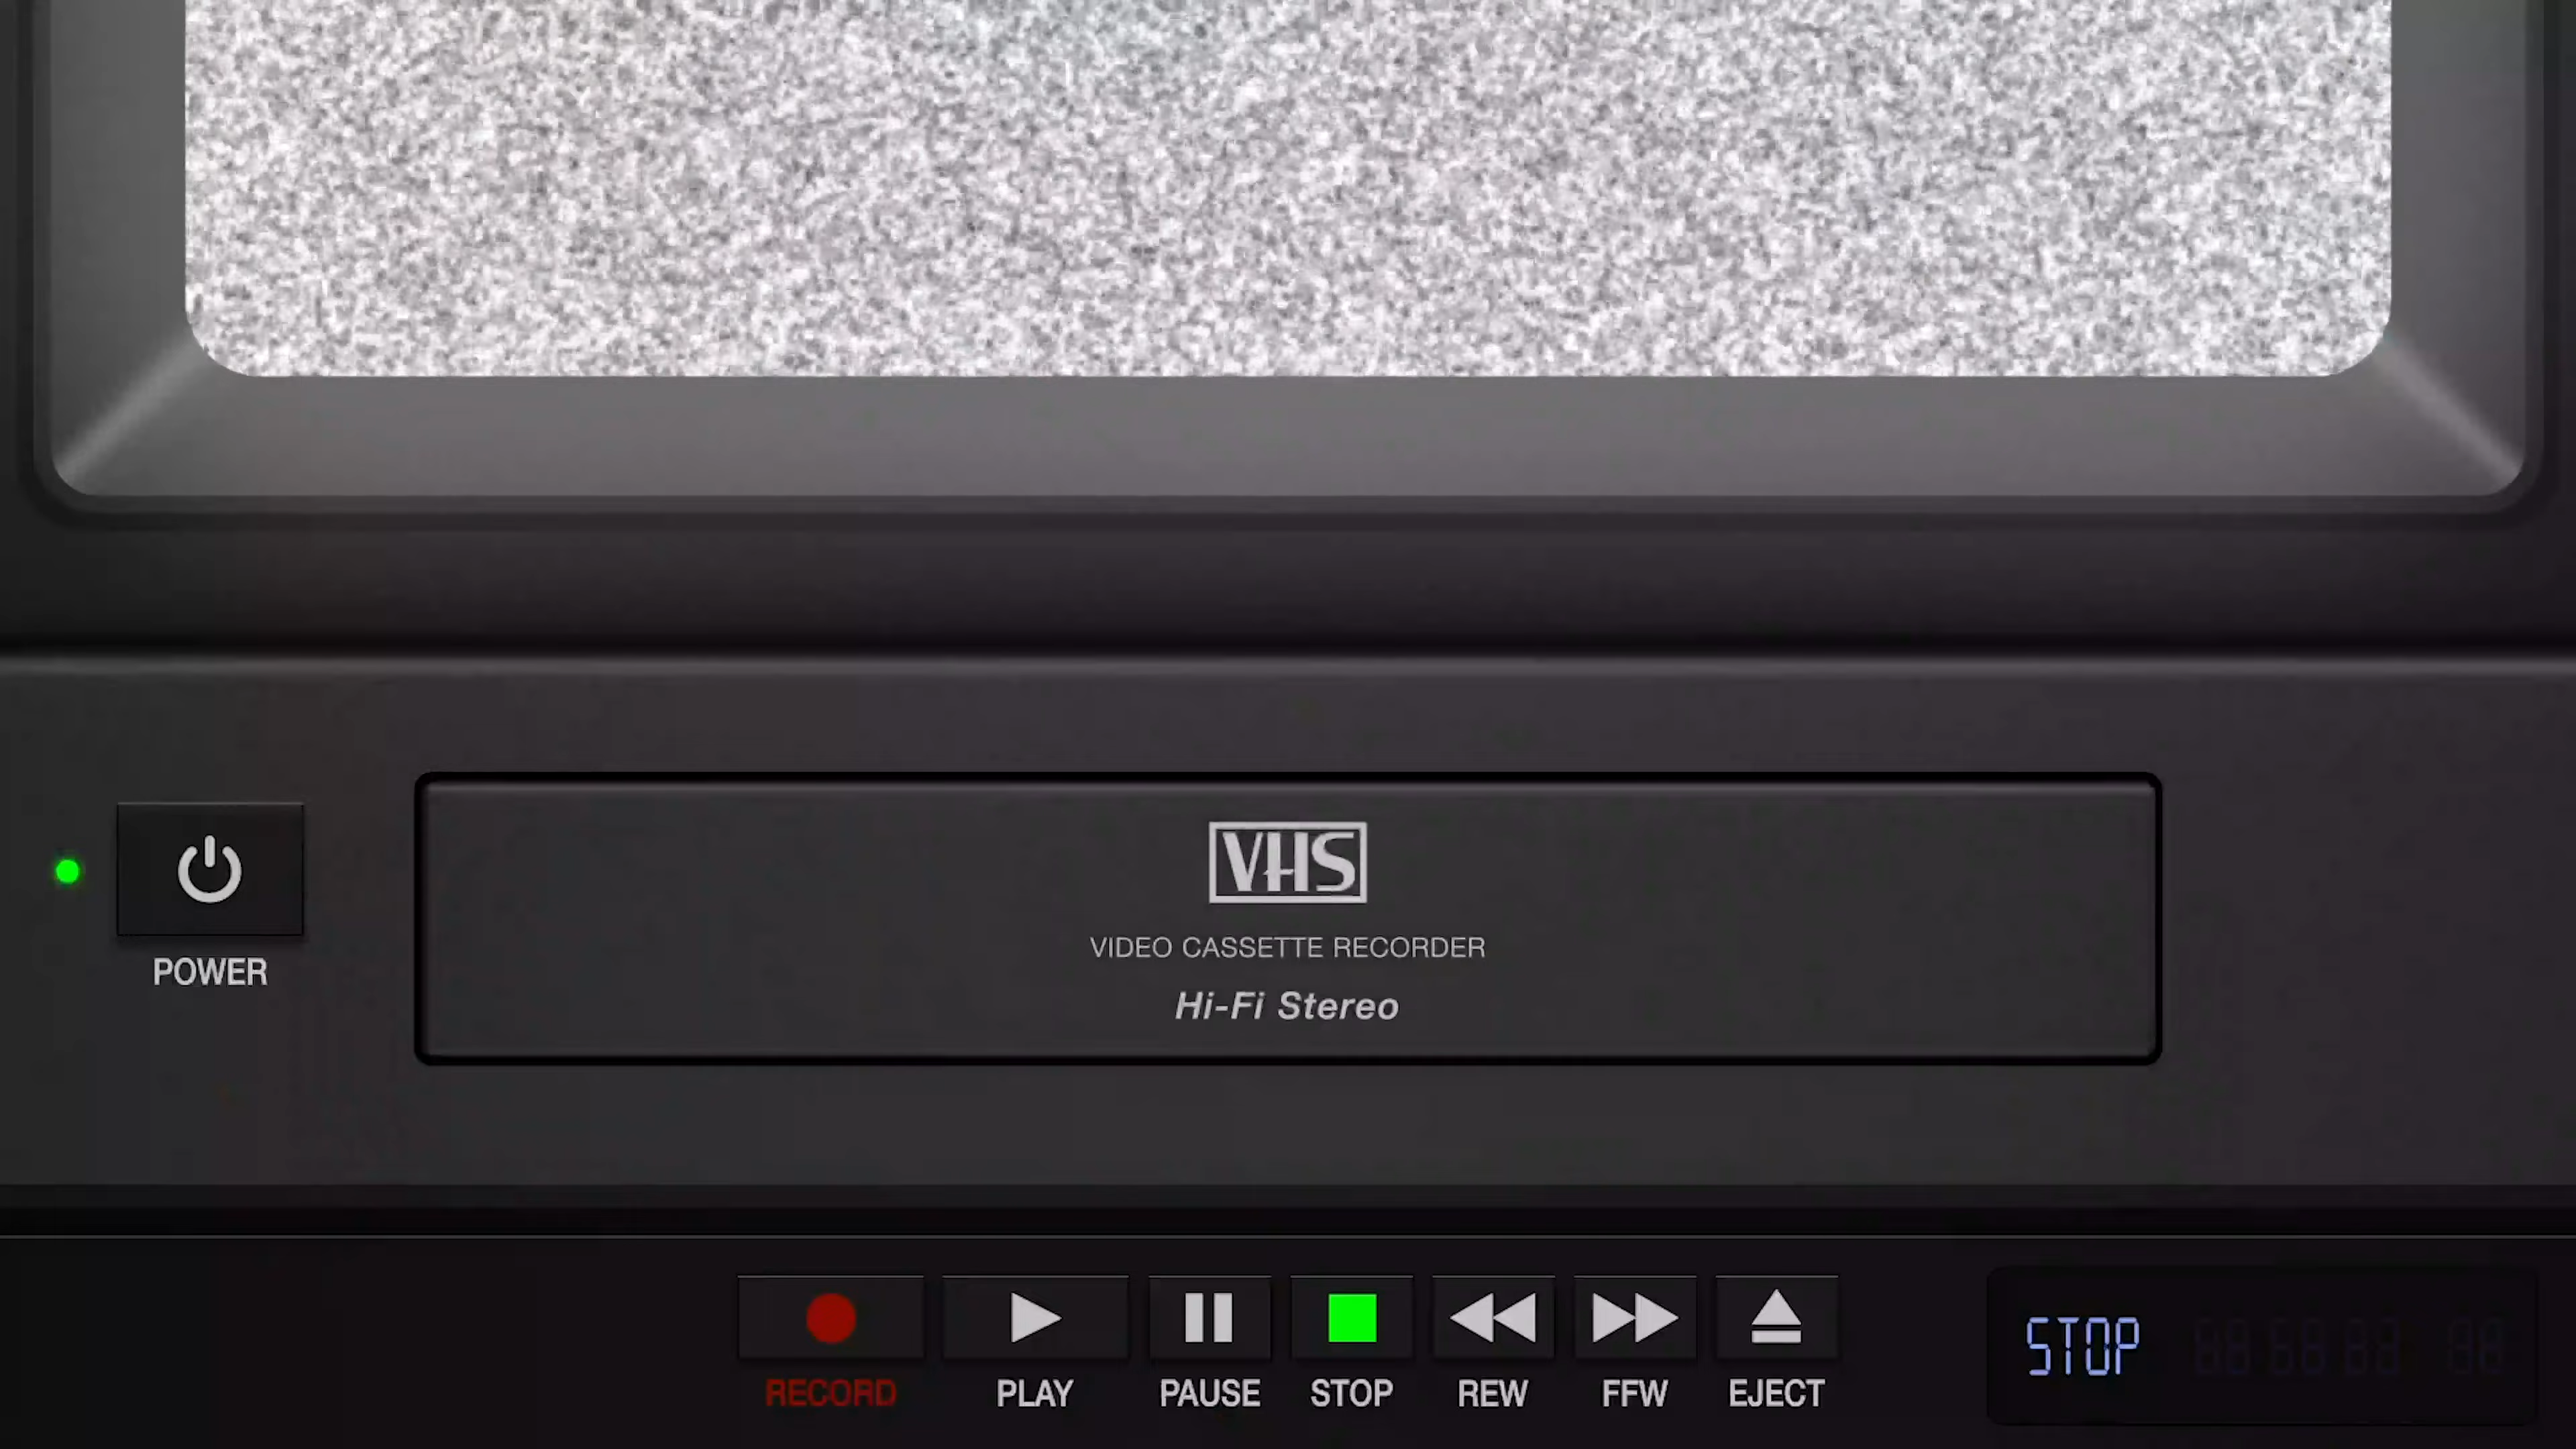 VHS
VIDEO CASSETTE RECORDER
Hi-Fi Stereo
POWER
RECORD PLAY PAUSE STOP REW FFW EJECT
STOP